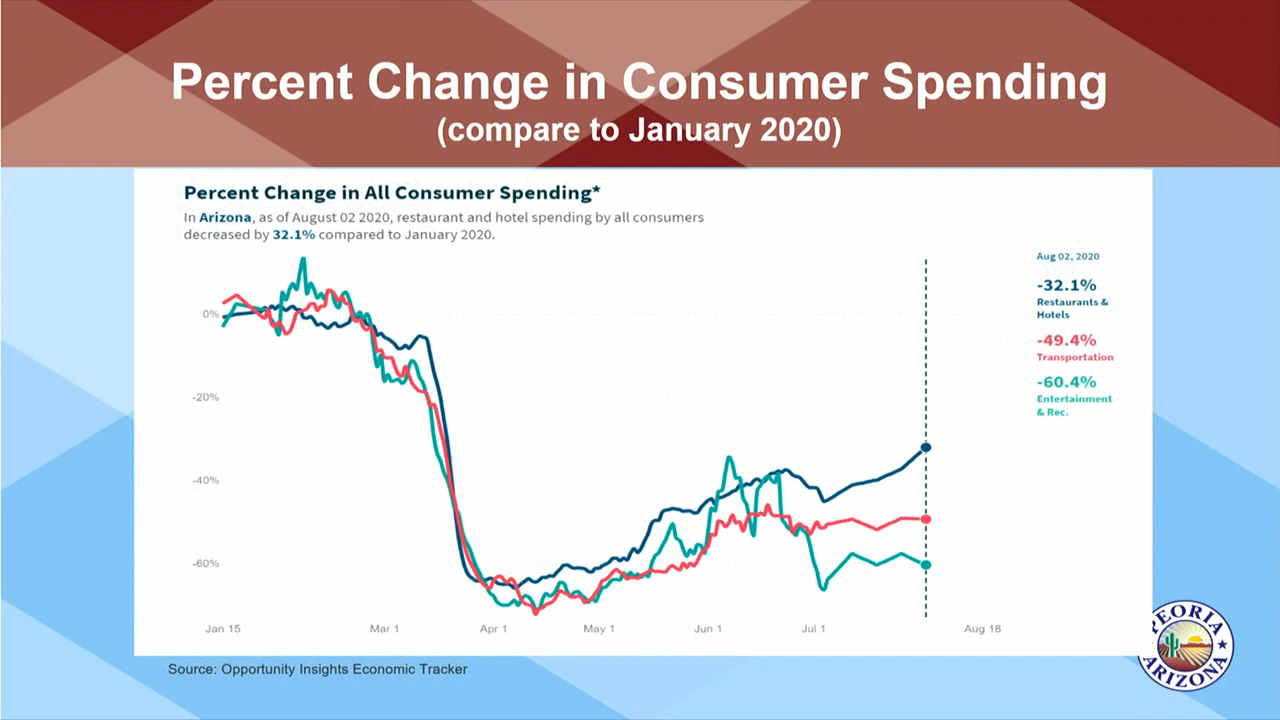 Percent Change in Consumer Spending
(compare to January 2020)
Percent Change in All Consumer Spending*
In Arizona, as of August 02 2020, restaurant and hotel spending by all consumers
decreased by 32.1% compared to January 2020.
Aug 02, 2020
-32.1%
Restaurants &
Hotels
-49.4%
Transportation
-60.4%
Entertainment
& Rec.
0%
-20%
-40%
-60%
Jan 15 Mar 1 Apr 1 May 1 Jun 1 Jul 1 Aug 18
Source: Opportunity Insights Economic Tracker
PEORIA
ARIZONA